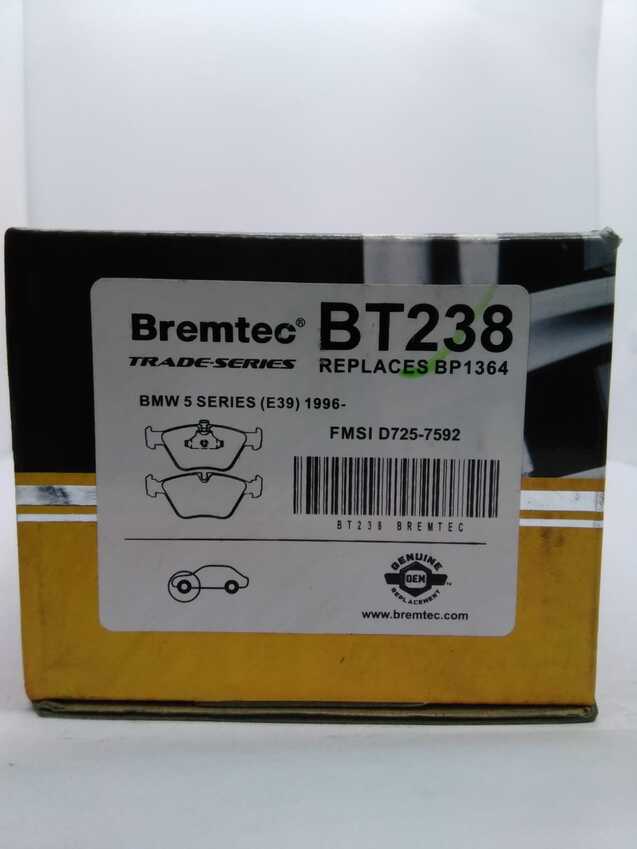 Bremtec® BT238
TRADE-SERIES REPLACES BP1364
BMW 5 SERIES (E39) 1996-
FMSI D725-7592
BT238 BREMTEC
GENUINE
OEM
REPLACEMENT
www.bremtec.com